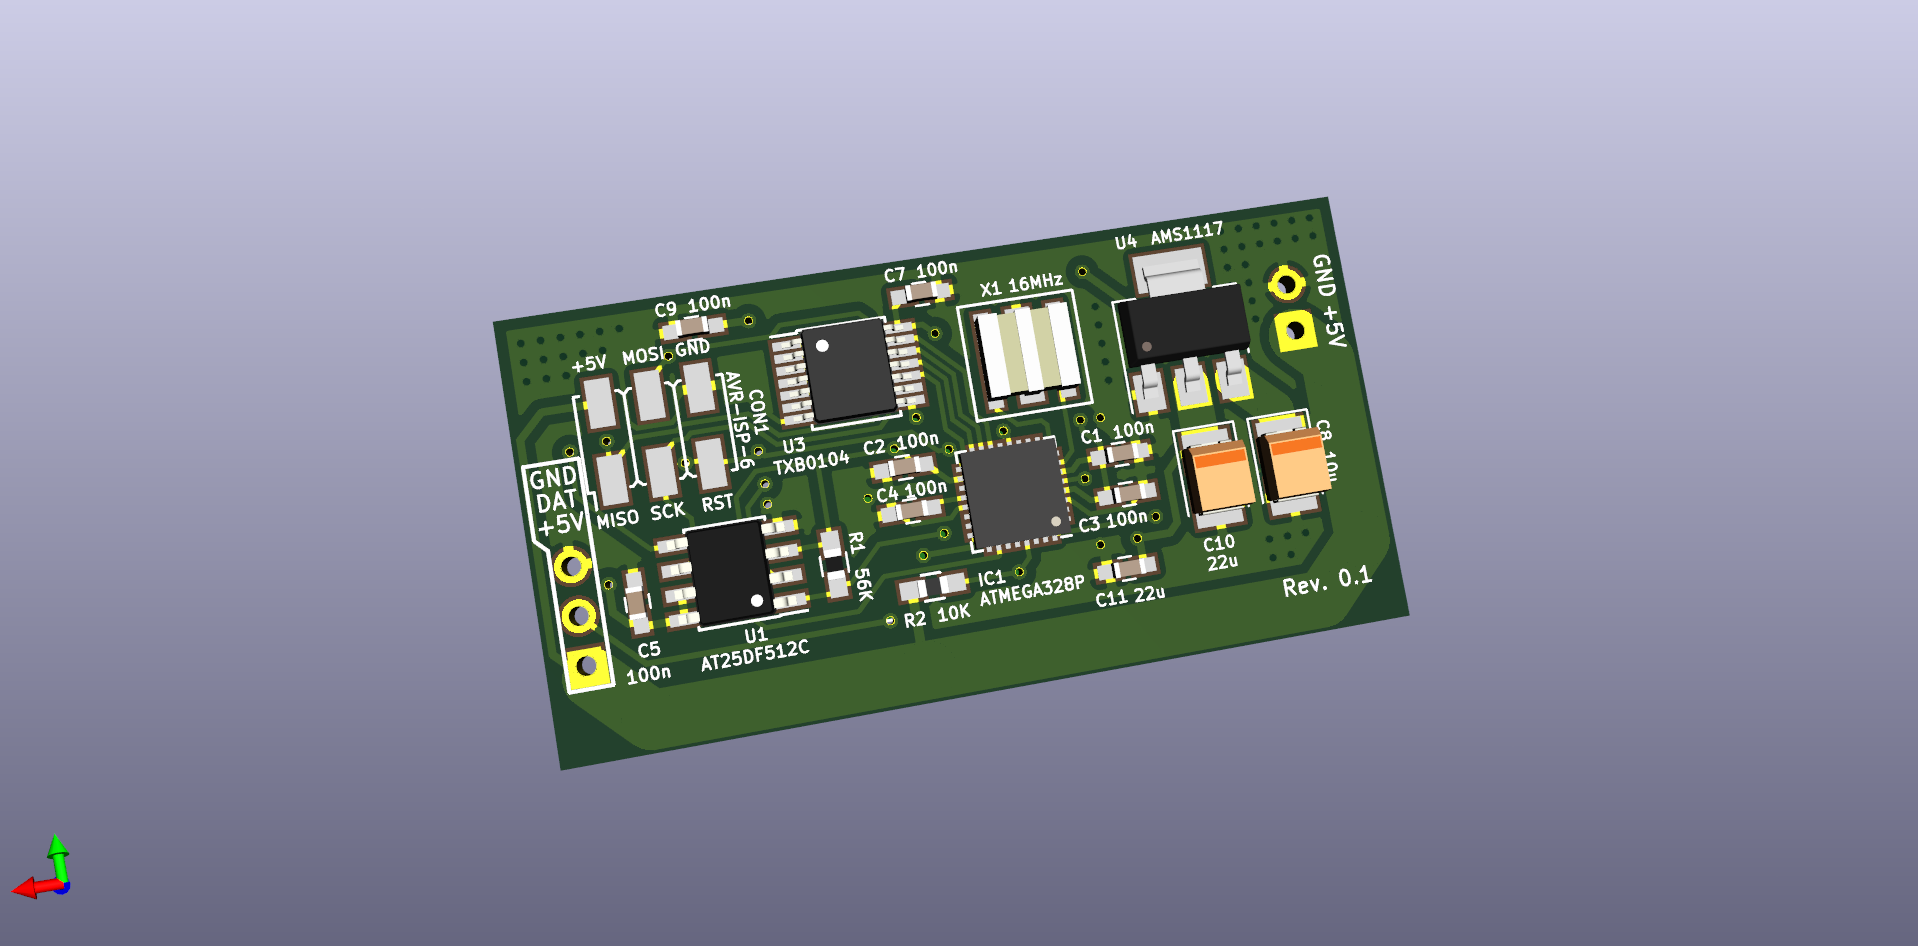 U4 AMS1117
GND
+5V
C7 100n
X1 16MHz
C9 100n
+5V
MOSI
GND
CON1
AVR-ISP-6
U3
TXB0104
C2 100n
C1 100n
C8 10u
GND
DAT
+5V
MISO
SCK
RST
C4 100n
C3 100n
R1 56K
C10
22u
IC1
ATMEGA328P
C11 22u
Rev. 0.1
R2 10K
U1
AT25DF512C
C5
100n